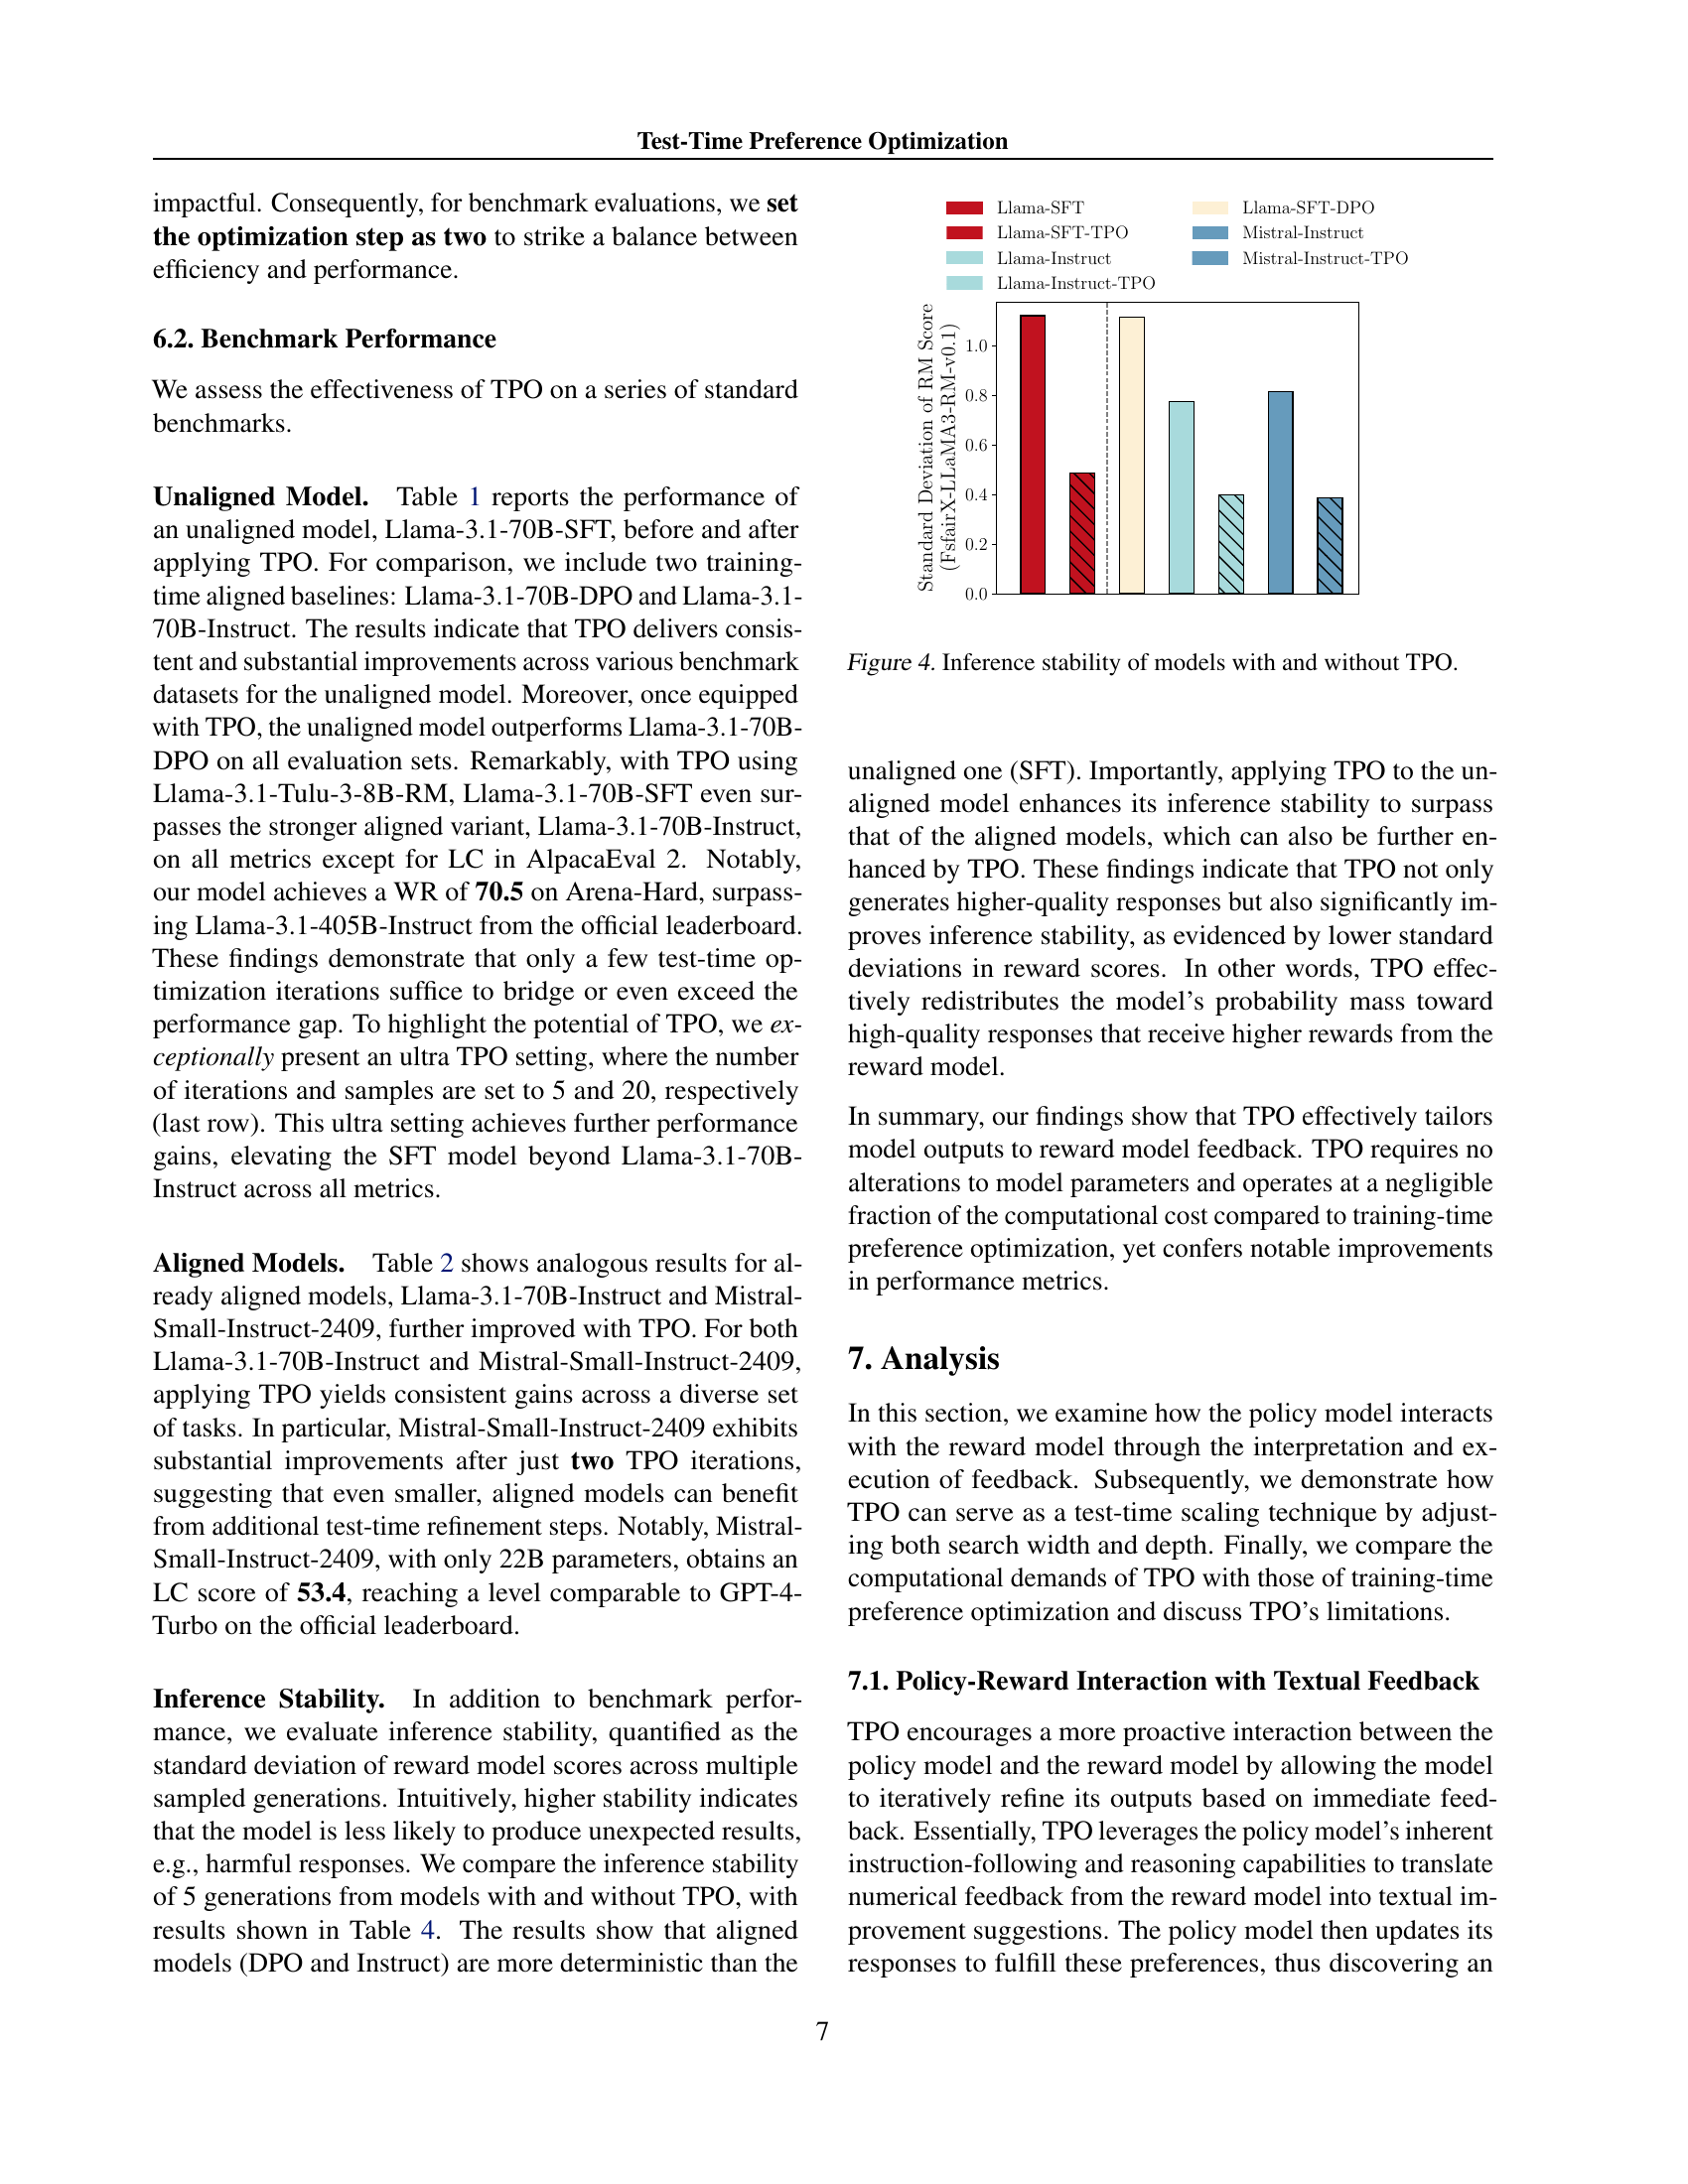 Test-Time Preference Optimization
impactful. Consequently, for benchmark evaluations, we set
the optimization step as two to strike a balance between
efficiency and performance.
6.2. Benchmark Performance
We assess the effectiveness of TPO on a series of standard
benchmarks.
Unaligned Model. Table 1 reports the performance of
an unaligned model, Llama-3.1-70B-SFT, before and after
applying TPO. For comparison, we include two training-
time aligned baselines: Llama-3.1-70B-DPO and Llama-3.1-
70B-Instruct. The results indicate that TPO delivers consis-
tent and substantial improvements across various benchmark
datasets for the unaligned model. Moreover, once equipped
with TPO, the unaligned model outperforms Llama-3.1-70B-
DPO on all evaluation sets. Remarkably, with TPO using
Llama-3.1-Tulu-3-8B-RM, Llama-3.1-70B-SFT even sur-
passes the stronger aligned variant, Llama-3.1-70B-Instruct,
on all metrics except for LC in AlpacaEval 2. Notably,
our model achieves a WR of 70.5 on Arena-Hard, surpass-
ing Llama-3.1-405B-Instruct from the official leaderboard.
These findings demonstrate that only a few test-time op-
timization iterations suffice to bridge or even exceed the
performance gap. To highlight the potential of TPO, we ex-
ceptionally present an ultra TPO setting, where the number
of iterations and samples are set to 5 and 20, respectively
(last row). This ultra setting achieves further performance
gains, elevating the SFT model beyond Llama-3.1-70B-
Instruct across all metrics.
Aligned Models. Table 2 shows analogous results for al-
ready aligned models, Llama-3.1-70B-Instruct and Mistral-
Small-Instruct-2409, further improved with TPO. For both
Llama-3.1-70B-Instruct and Mistral-Small-Instruct-2409,
applying TPO yields consistent gains across a diverse set
of tasks. In particular, Mistral-Small-Instruct-2409 exhibits
substantial improvements after just two TPO iterations,
suggesting that even smaller, aligned models can benefit
from additional test-time refinement steps. Notably, Mistral-
Small-Instruct-2409, with only 22B parameters, obtains an
LC score of 53.4, reaching a level comparable to GPT-4-
Turbo on the official leaderboard.
Inference Stability. In addition to benchmark perfor-
mance, we evaluate inference stability, quantified as the
standard deviation of reward model scores across multiple
sampled generations. Intuitively, higher stability indicates
that the model is less likely to produce unexpected results,
e.g., harmful responses. We compare the inference stability
of 5 generations from models with and without TPO, with
results shown in Table 4. The results show that aligned
models (DPO and Instruct) are more deterministic than the
Llama-SFT
Llama-SFT-TPO
Llama-Instruct
Llama-Instruct-TPO
Llama-SFT-DPO
Mistral-Instruct
Mistral-Instruct-TPO
Standard Deviation of RM Score
(FsfairX-LLaMA3-RM-v0.1)
1.0
0.8
0.6
0.4
0.2
0.0
Figure 4. Inference stability of models with and without TPO.
unaligned one (SFT). Importantly, applying TPO to the un-
aligned model enhances its inference stability to surpass
that of the aligned models, which can also be further en-
hanced by TPO. These findings indicate that TPO not only
generates higher-quality responses but also significantly im-
proves inference stability, as evidenced by lower standard
deviations in reward scores. In other words, TPO effec-
tively redistributes the model's probability mass toward
high-quality responses that receive higher rewards from the
reward model.
In summary, our findings show that TPO effectively tailors
model outputs to reward model feedback. TPO requires no
alterations to model parameters and operates at a negligible
fraction of the computational cost compared to training-time
preference optimization, yet confers notable improvements
in performance metrics.
7. Analysis
In this section, we examine how the policy model interacts
with the reward model through the interpretation and ex-
ecution of feedback. Subsequently, we demonstrate how
TPO can serve as a test-time scaling technique by adjust-
ing both search width and depth. Finally, we compare the
computational demands of TPO with those of training-time
preference optimization and discuss TPO's limitations.
7.1. Policy-Reward Interaction with Textual Feedback
TPO encourages a more proactive interaction between the
policy model and the reward model by allowing the model
to iteratively refine its outputs based on immediate feed-
back. Essentially, TPO leverages the policy model's inherent
instruction-following and reasoning capabilities to translate
numerical feedback from the reward model into textual im-
provement suggestions. The policy model then updates its
responses to fulfill these preferences, thus discovering an
7